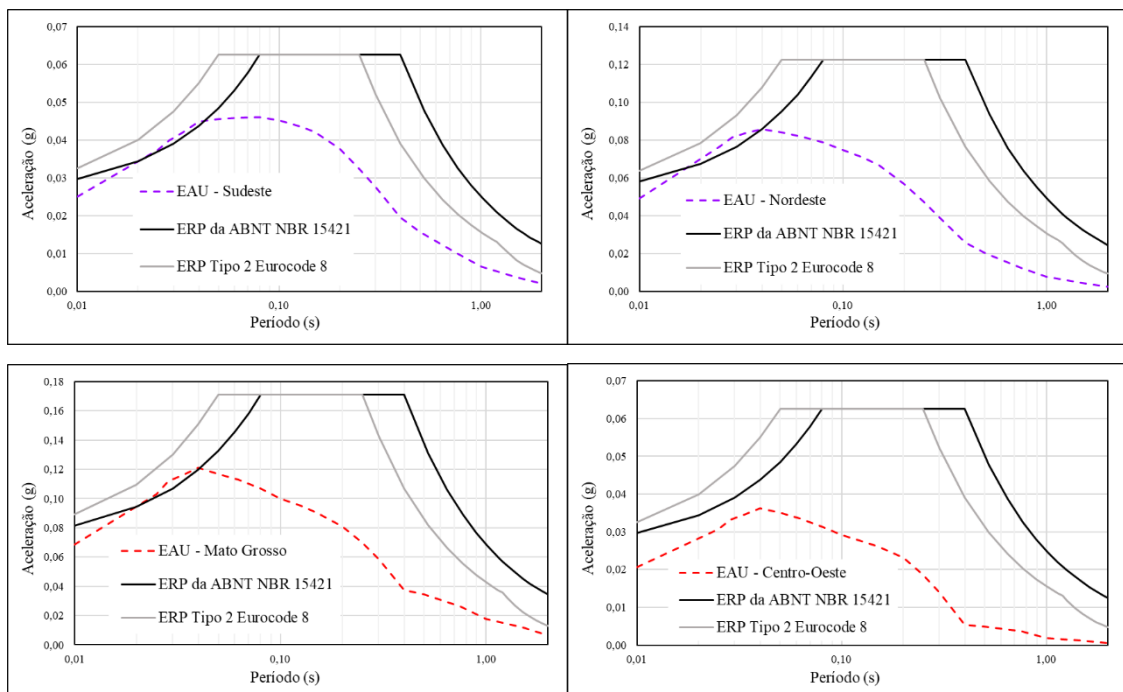 0,07
0,06
0,05
0,04
0,03
0,02
0,01
0,00
Aceleração (g)
EAU - Sudeste
ERP da ABNT NBR 15421
ERP Tipo 2 Eurocode 8
0,01 0,10 1,00
Período (s)
0,14
0,12
0,10
0,08
0,06
0,04
0,02
0,00
Aceleração (g)
EAU - Nordeste
ERP da ABNT NBR 15421
ERP Tipo 2 Eurocode 8
0,01 0,10 1,00
Período (s)
0,18
0,16
0,14
0,12
0,10
0,08
0,06
0,04
0,02
0,00
Aceleração (g)
EAU - Mato Grosso
ERP da ABNT NBR 15421
ERP Tipo 2 Eurocode 8
0,01 0,10 1,00
Período (s)
0,07
0,06
0,05
0,04
0,03
0,02
0,01
0,00
Aceleração (g)
EAU - Centro-Oeste
ERP da ABNT NBR 15421
ERP Tipo 2 Eurocode 8
0,01 0,10 1,00
Período (s)